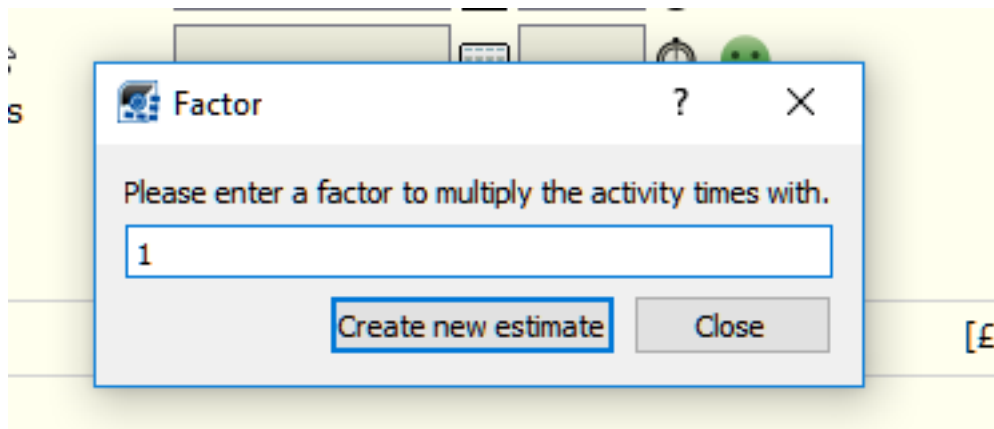 Factor
?
s
Please enter a factor to multiply the activity times with.
1
Create new estimate
Close
[£